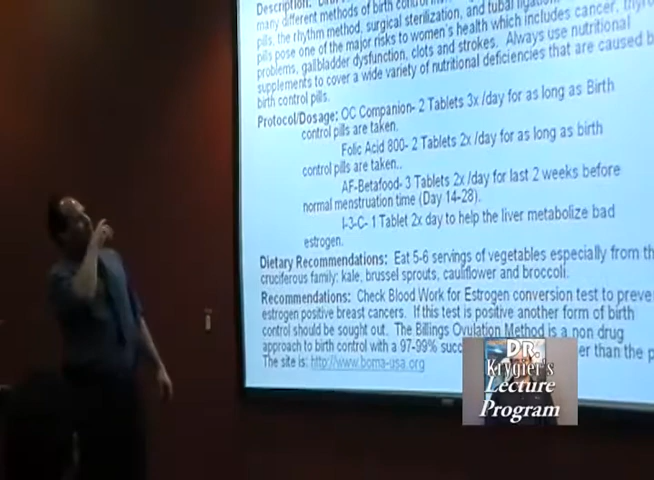 Description:
many different methods of birth control
pills, the rhythm method, surgical sterilization, and tubal ligation.
pills pose one of the major risks to women's health which includes cancer, thyro
problems, gallbladder dysfunction, clots and strokes. Always use nutritional
supplements to cover a wide variety of nutritional deficiencies that are caused b
birth control pills.
Protocol/Dosage: OC Companion- 2 Tablets 3x /day for as long as Birth
control pills are taken.
Folic Acid 800- 2 Tablets 2x /day for as long as birth
control pills are taken..
AF-Betafood- 3 Tablets 2x /day for last 2 weeks before
normal menstruation time (Day 14-28).
I-3-C- 1 Tablet 2x day to help the liver metabolize bad
estrogen.
Dietary Recommendations: Eat 5-6 servings of vegetables especially from th
cruciferous family: kale, brussel sprouts, cauliflower and broccoli.
Recommendations: Check Blood Work for Estrogen conversion test to preve
estrogen positive breast cancers. If this test is positive another form of birth
control should be sought out. The Billings Ovulation Method is a non drug
approach to birth control with a 97-99% suc er than the p
The site is: http://www.boma-usa.org
DR.
Krygier's
Lecture
Program